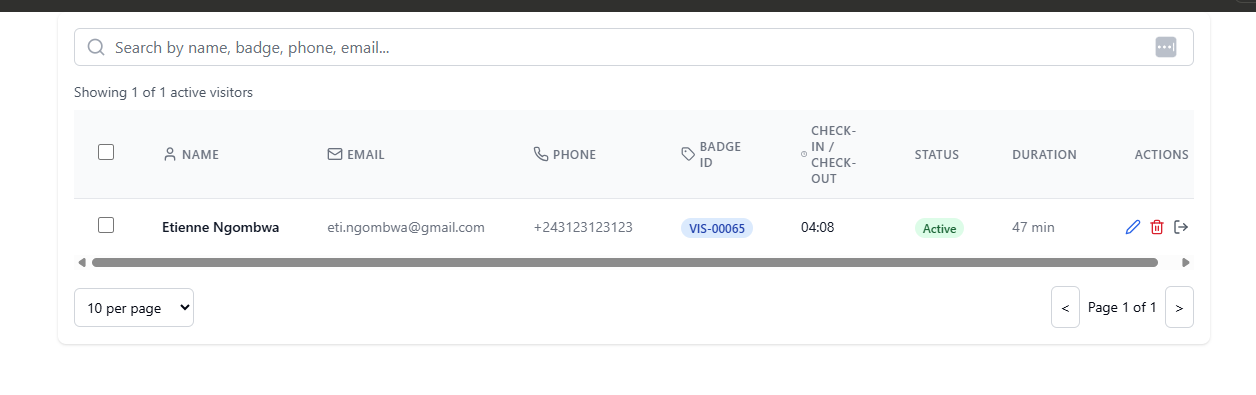 Search by name, badge, phone, email...
Showing 1 of 1 active visitors
NAME EMAIL PHONE BADGE ID CHECK-IN / CHECK-OUT STATUS DURATION ACTIONS
Etienne Ngombwa eti.ngombwa@gmail.com +243123123123 VIS-00065 04:08 Active 47 min
10 per page < Page 1 of 1 >